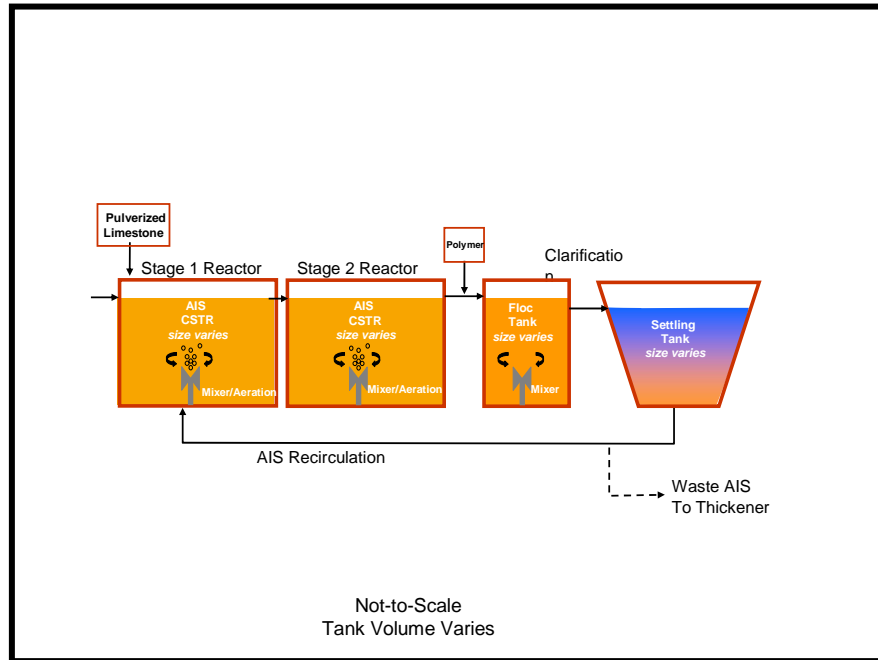 Pulverized
Limestone
Polymer
Clarificatio
n
Stage 1 Reactor
Stage 2 Reactor
AIS
CSTR
size varies
Mixer/Aeration
AIS
CSTR
size varies
Mixer/Aeration
Floc
Tank
size varies
Mixer
Settling
Tank
size varies
AIS Recirculation
Waste AIS
To Thickener
Not-to-Scale
Tank Volume Varies